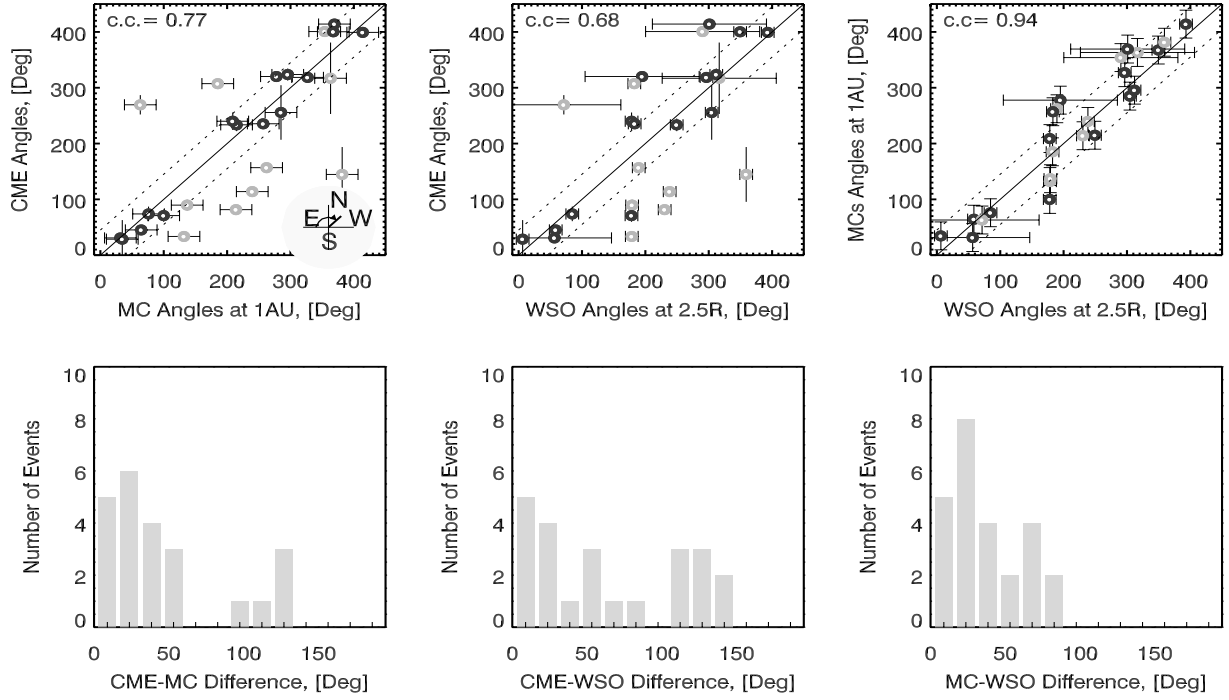 c.c.= 0.77
CME Angles, [Deg]
400
300
200
100
0
0 100 200 300 400
MC Angles at 1AU, [Deg]
N
E W
S
c.c= 0.68
CME Angles, [Deg]
400
300
200
100
0
0 100 200 300 400
WSO Angles at 2.5R, [Deg]
c.c= 0.94
MCs Angles at 1AU, [Deg]
400
300
200
100
0
0 100 200 300 400
WSO Angles at 2.5R, [Deg]
Number of Events
10
8
6
4
2
0
0 50 100 150
CME-MC Difference, [Deg]
Number of Events
10
8
6
4
2
0
0 50 100 150
CME-WSO Difference, [Deg]
Number of Events
10
8
6
4
2
0
0 50 100 150
MC-WSO Difference, [Deg]